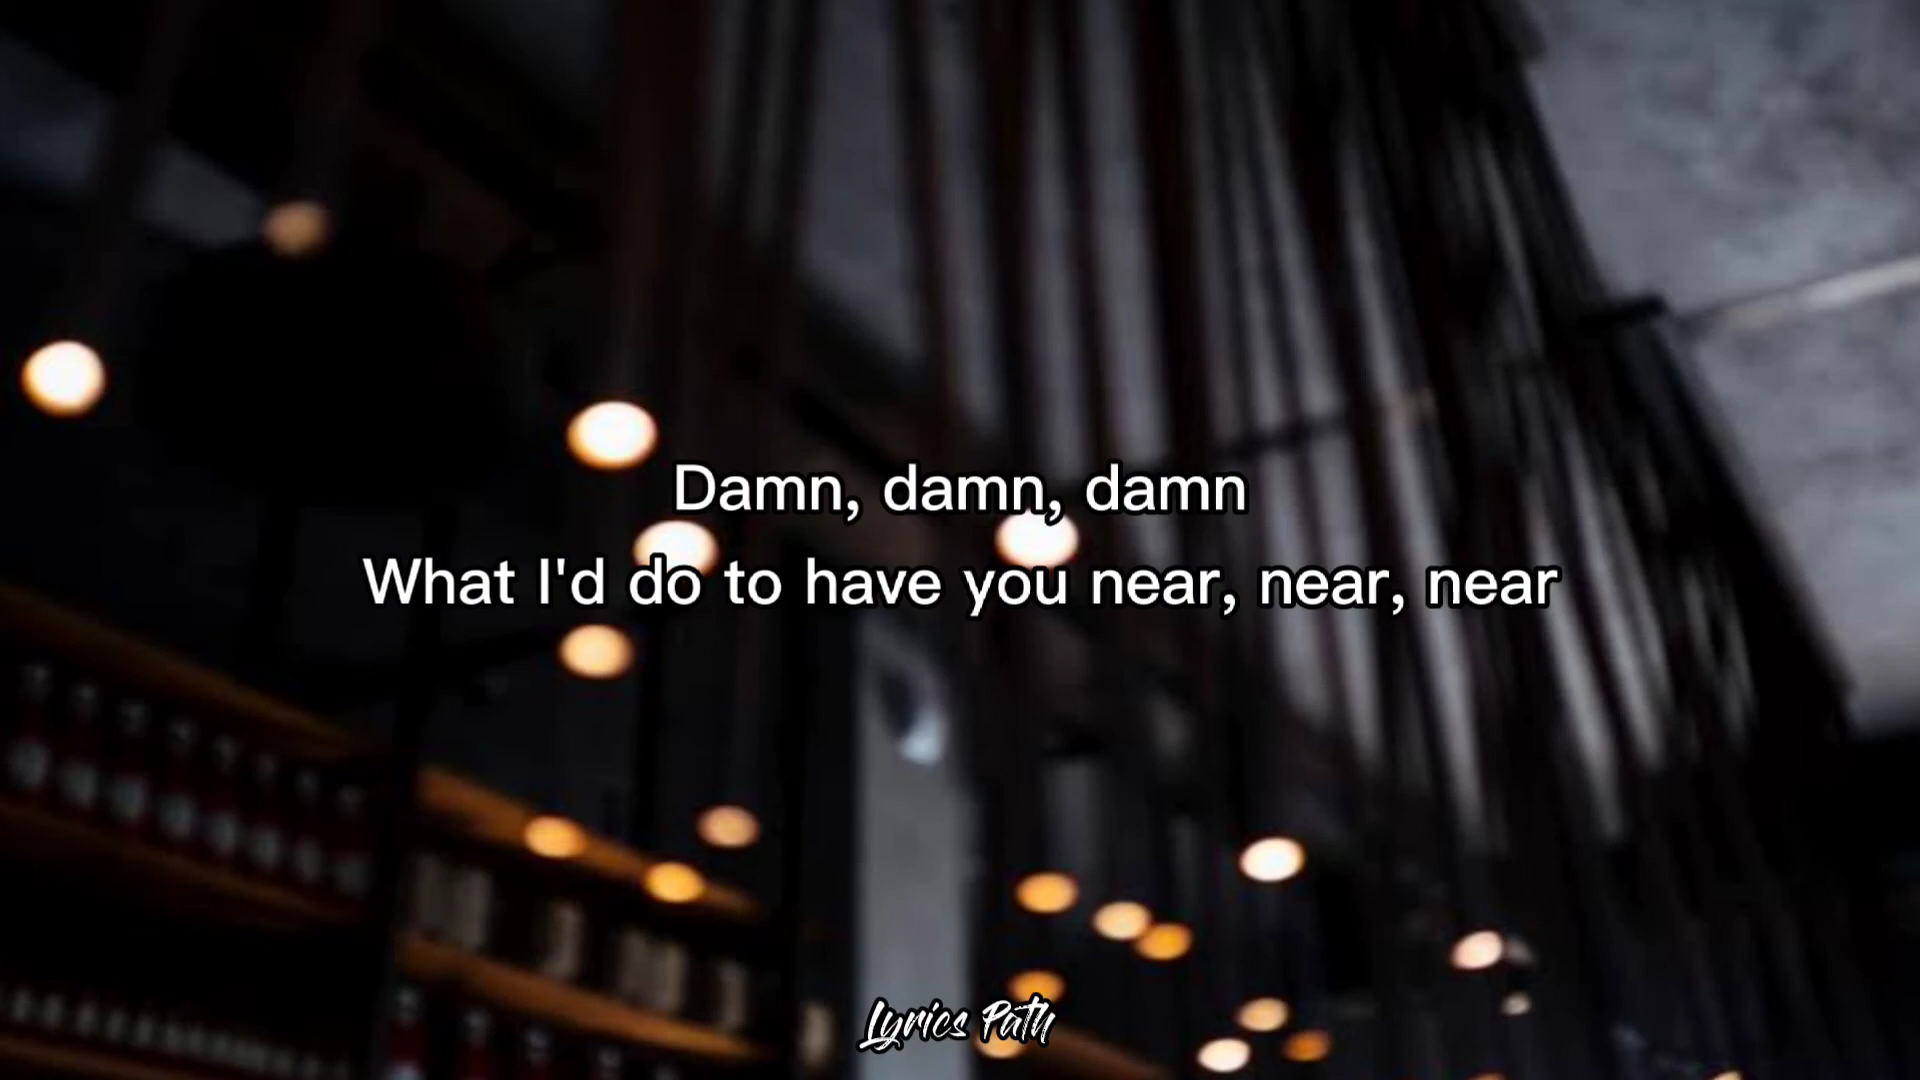 Damn, damn, damn
What I'd do to have you near, near, near
Lyrics Path